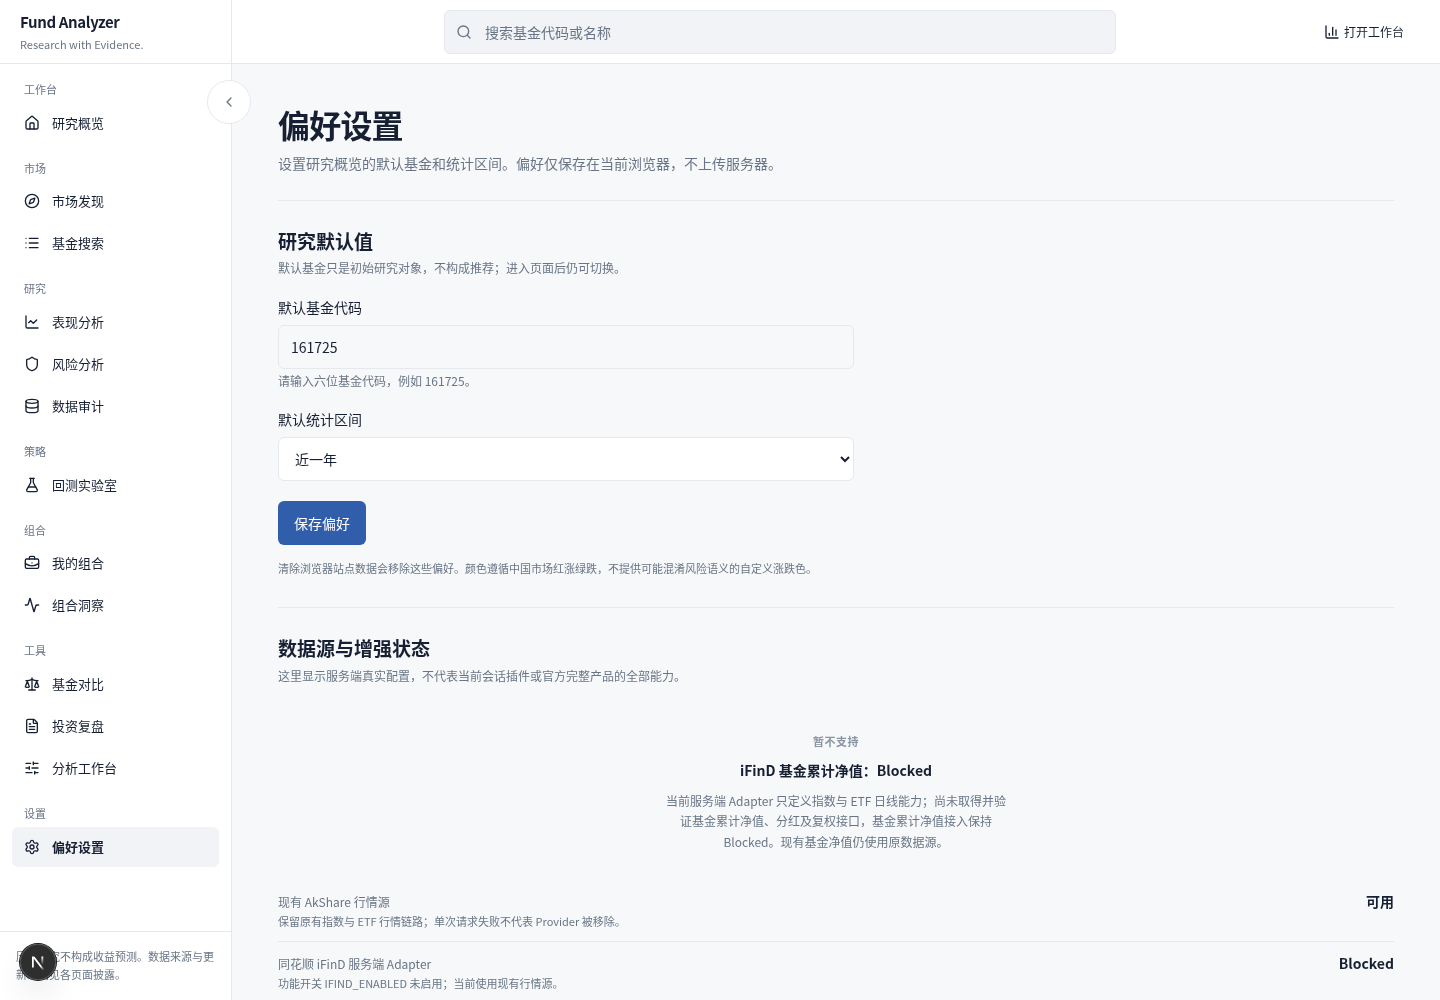 Fund Analyzer
Research with Evidence.
搜索基金代码或名称
打开工作台
工作台
研究概览
市场
市场发现
基金搜索
研究
表现分析
风险分析
数据审计
策略
回测实验室
组合
我的组合
组合洞察
工具
基金对比
投资复盘
分析工作台
设置
偏好设置
不构成收益预测。数据来源与更
新
见各页面披露。
N
偏好设置
设置研究概览的默认基金和统计区间。偏好仅保存在当前浏览器，不上传服务器。
研究默认值
默认基金只是初始研究对象，不构成推荐；进入页面后仍可切换。
默认基金代码
161725
请输入六位基金代码，例如 161725。
默认统计区间
近一年
保存偏好
清除浏览器站点数据会移除这些偏好。颜色遵循中国市场红涨绿跌，不提供可能混淆风险语义的自定义涨跌色。
数据源与增强状态
这里显示服务端真实配置，不代表当前会话插件或官方完整产品的全部能力。
暂不支持
iFinD 基金累计净值：Blocked
当前服务端 Adapter 只定义指数与 ETF 日线能力；尚未取得并验
证基金累计净值、分红及复权接口，基金累计净值接入保持
Blocked。现有基金净值仍使用原数据源。
现有 AkShare 行情源
可用
保留原有指数与 ETF 行情链路；单次请求失败不代表 Provider 被移除。
同花顺 iFinD 服务端 Adapter
Blocked
功能开关 IFIND_ENABLED 未启用；当前使用现有行情源。